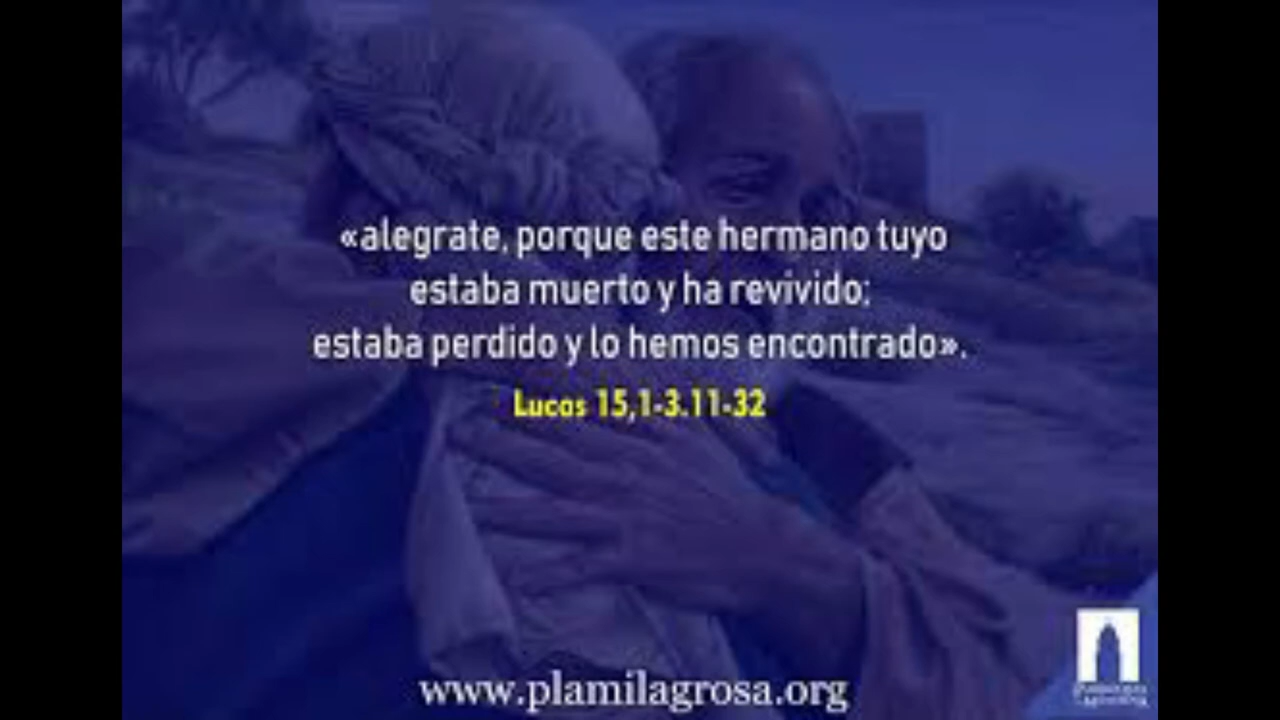 «alegrate, porque este hermano tuyo
estaba muerto y ha revivido;
estaba perdido y lo hemos encontrado».
Lucas 15,1-3.11-32
www.plamilagrosa.org